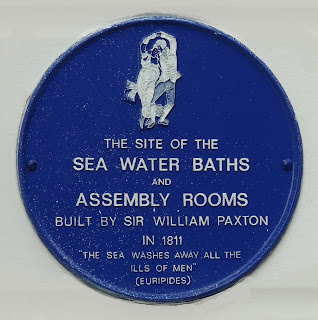 THE SITE OF THE
SEA WATER BATHS
AND
ASSEMBLY ROOMS
BUILT BY SIR WILLIAM PAXTON
IN 1811
"THE SEA WASHES AWAY ALL THE
ILLS OF MEN"
(EURIPIDES)